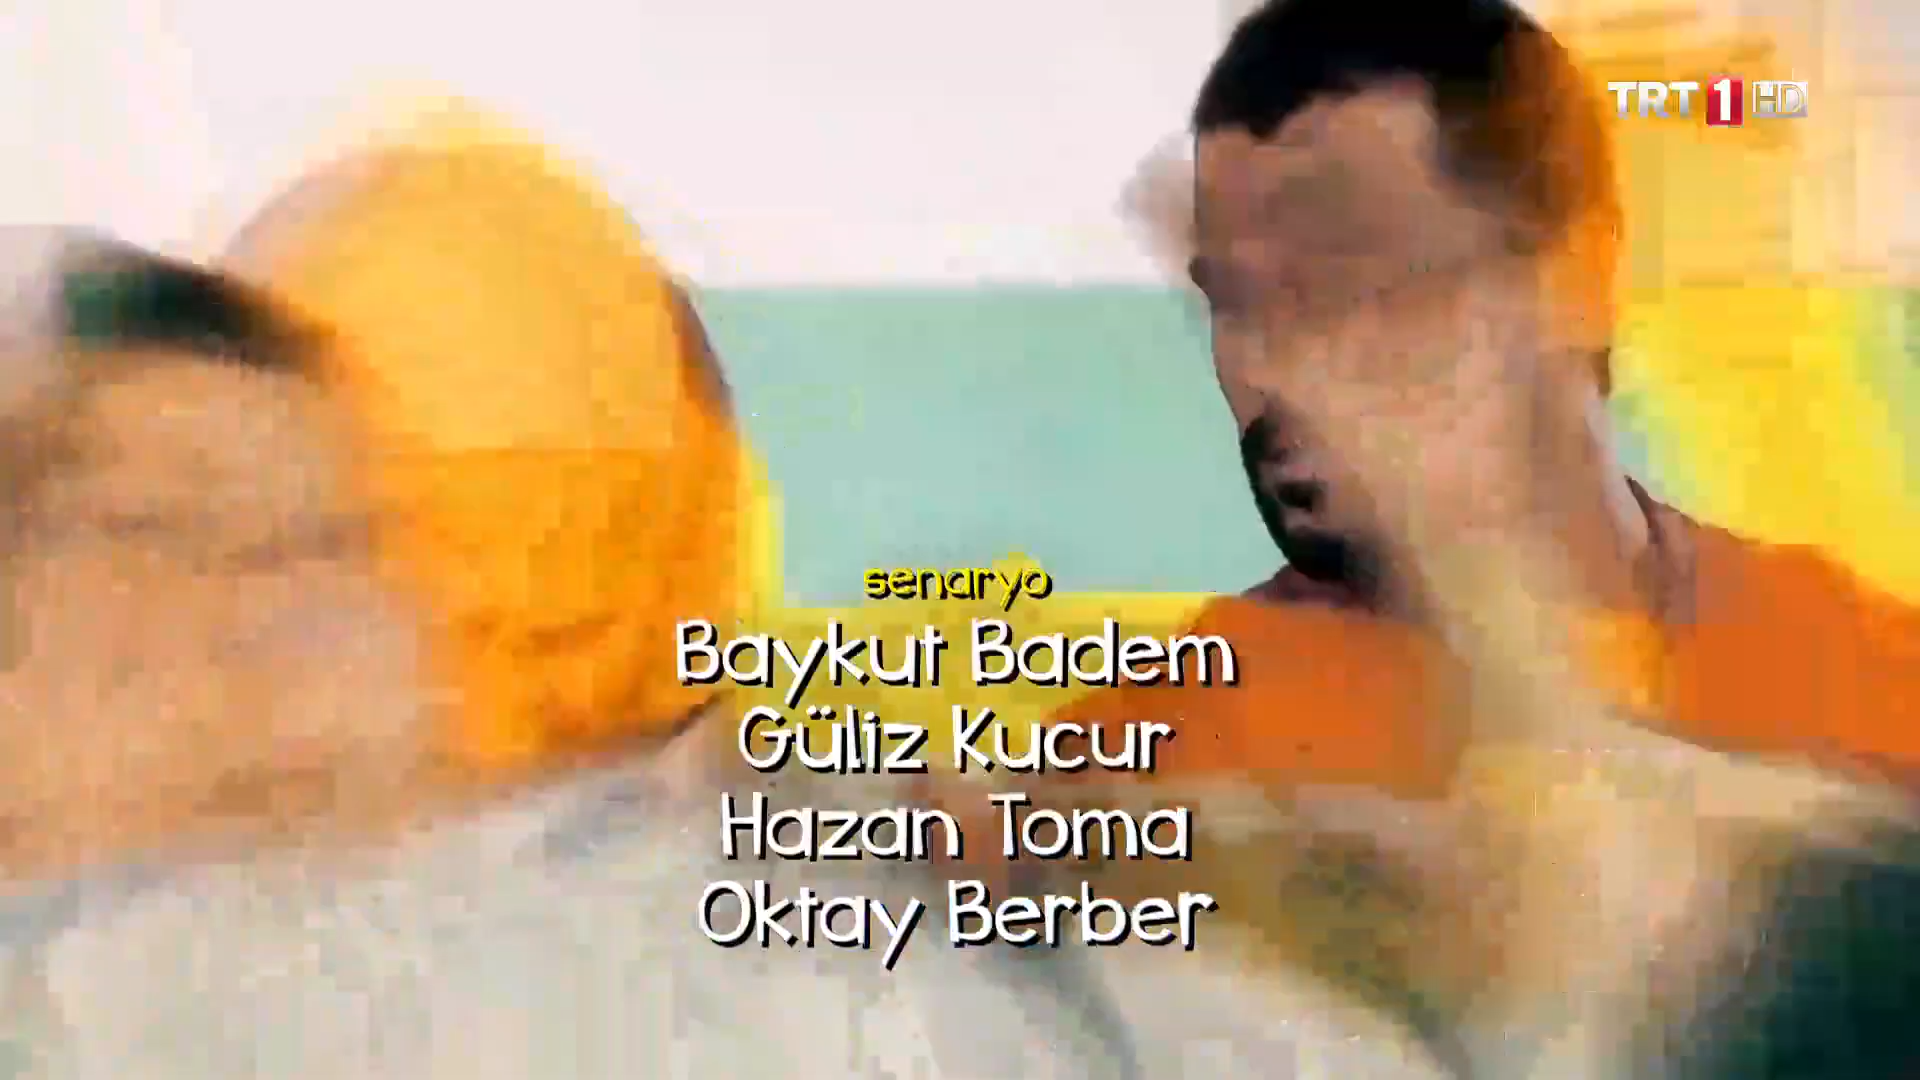 TRT 1 HD
senaryo
Baykut Badem
Güliz Kucur
Hazan Toma
Oktay Berber